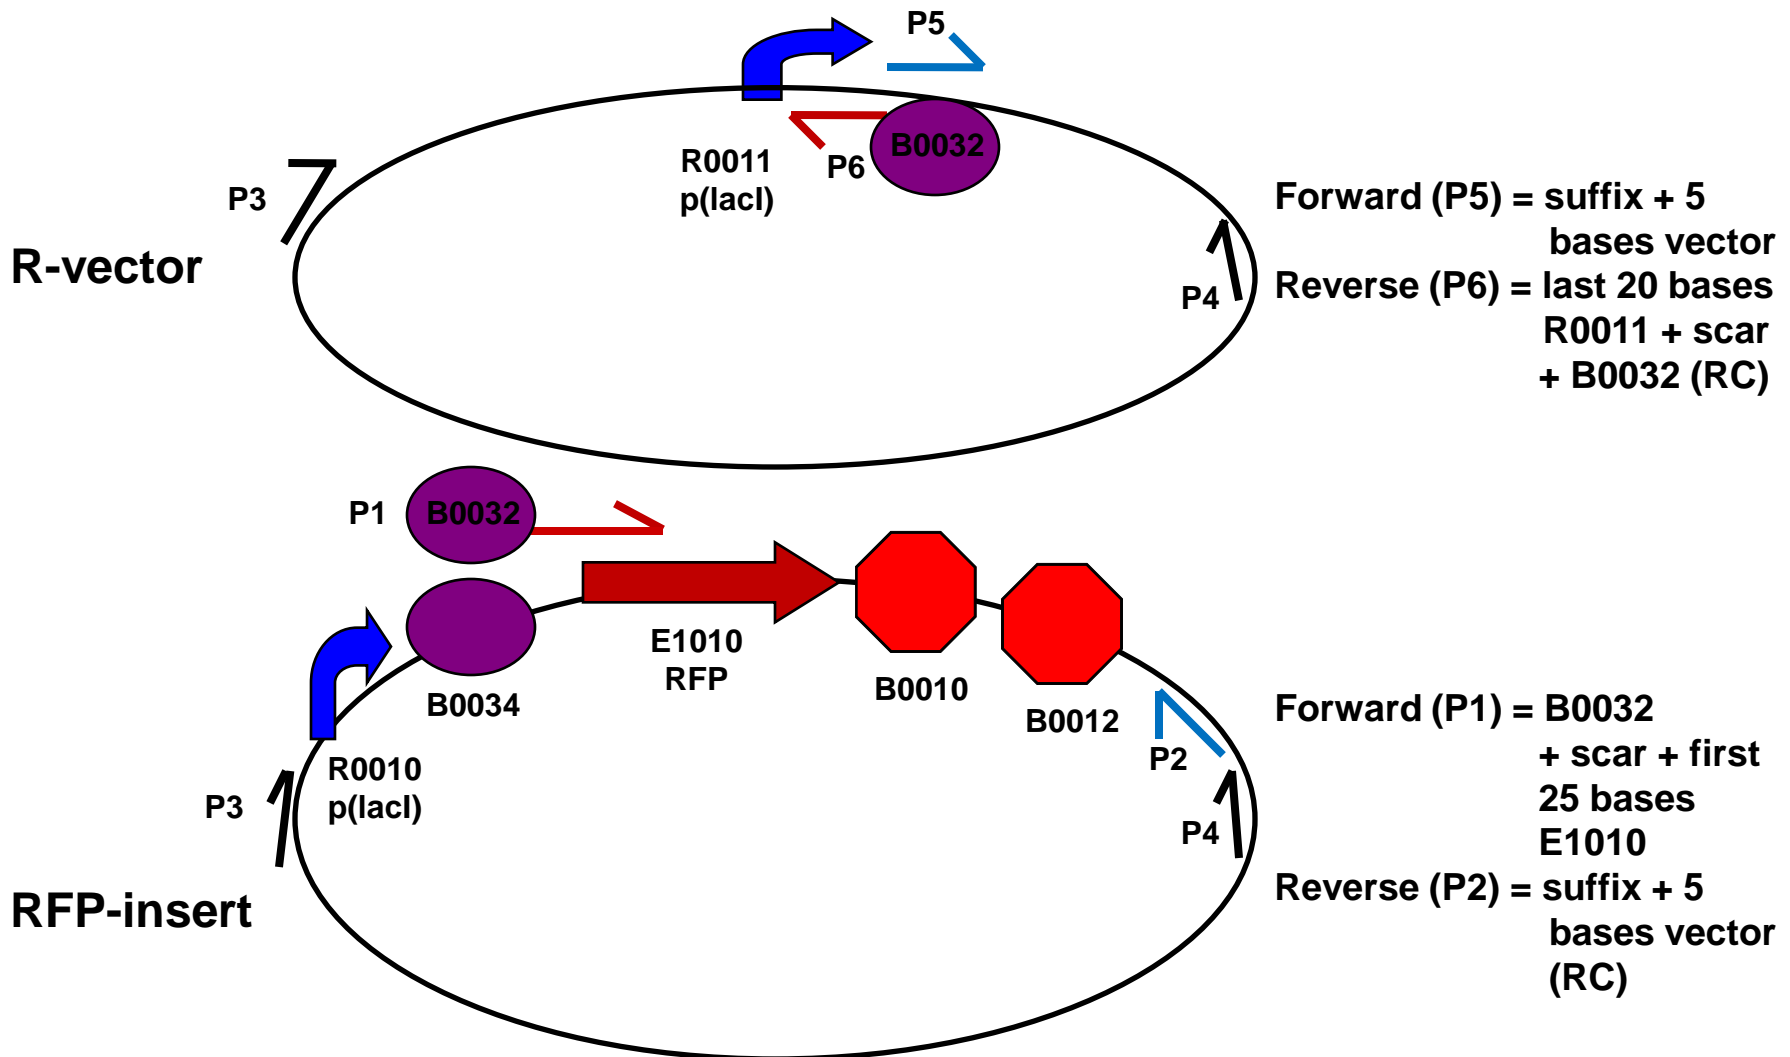 P5
R0011
p(lacI)
P6
B0032
P3
R-vector
P4
Forward (P5) = suffix + 5
bases vector
Reverse (P6) = last 20 bases
R0011 + scar
+ B0032 (RC)
P1
B0032
E1010
RFP
B0034
B0010
B0012
R0010
p(lacI)
P3
P2
P4
RFP-insert
Forward (P1) = B0032
+ scar + first
25 bases
E1010
Reverse (P2) = suffix + 5
bases vector
(RC)